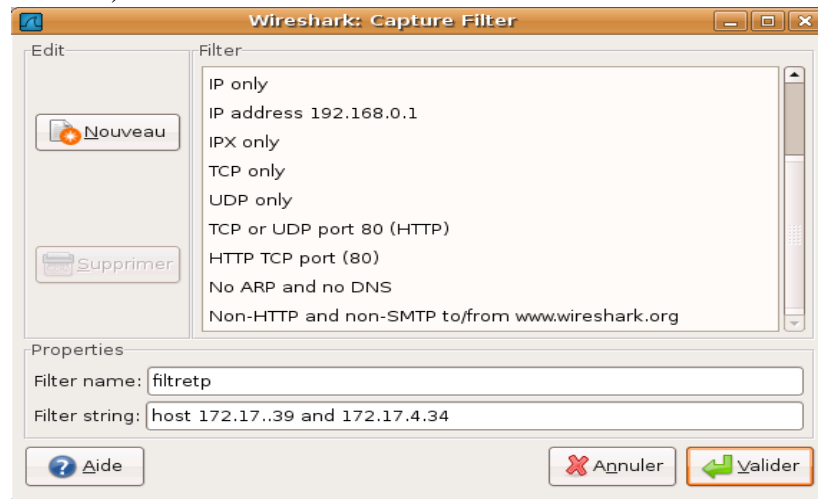 Wireshark: Capture Filter
Edit
Filter
Nouveau
Supprimer
IP only
IP address 192.168.0.1
IPX only
TCP only
UDP only
TCP or UDP port 80 (HTTP)
HTTP TCP port (80)
No ARP and no DNS
Non-HTTP and non-SMTP to/from www.wireshark.org
Properties
Filter name: filtretp
Filter string: host 172.17..39 and 172.17.4.34
Aide
Annuler
Valider